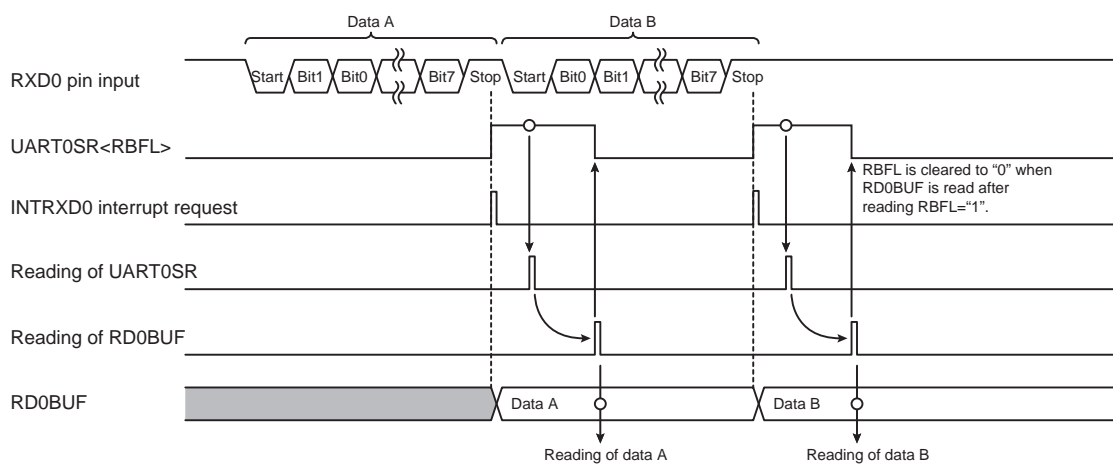 Data A Data B
RXD0 pin input Start Bit1 Bit0 Bit7 Stop Start Bit0 Bit1 Bit7 Stop
UART0SR<RBFL>
RBFL is cleared to “0” when
RD0BUF is read after
reading RBFL=“1”.
INTRXD0 interrupt request
Reading of UART0SR
Reading of RD0BUF
RD0BUF Data A Data B
Reading of data A Reading of data B